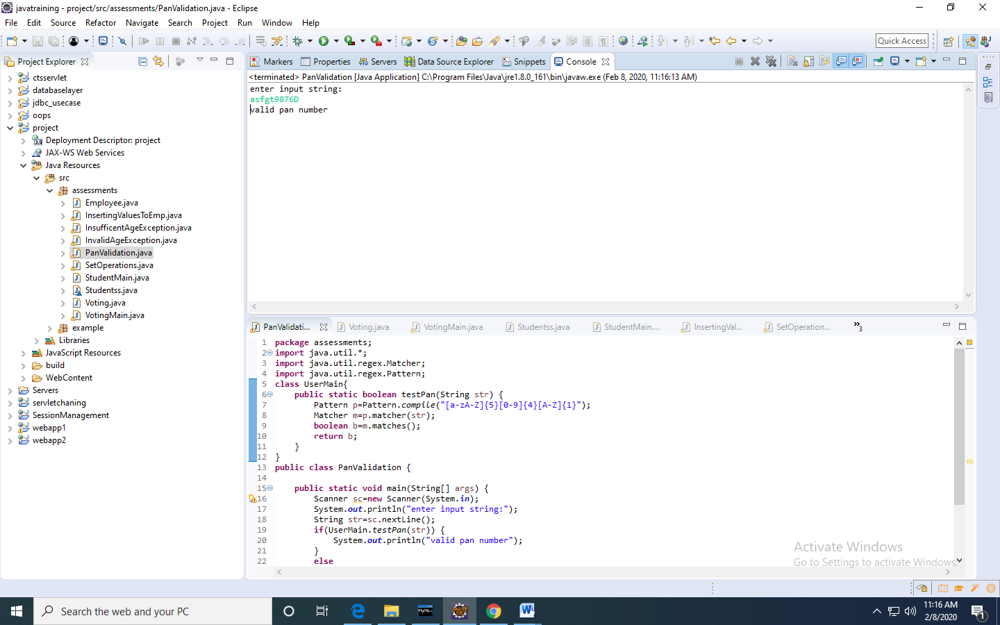 javatraining - project/src/assessments/PanValidation.java - Eclipse
File Edit Source Refactor Navigate Search Project Run Window Help
Quick Access
Project Explorer
ctsservlet
databaselayer
jdbc_usecase
oops
project
Deployment Descriptor: project
JAX-WS Web Services
Java Resources
src
assessments
Employee.java
InsertingValuesToEmp.java
InsufficentAgeException.java
InvalidAgeException.java
PanValidation.java
SetOperations.java
StudentMain.java
Studentss.java
Voting.java
VotingMain.java
example
Libraries
JavaScript Resources
build
WebContent
Servers
servletchaning
SessionManagement
webapp1
webapp2
Markers Properties Servers Data Source Explorer Snippets Console
<terminated> PanValidation [Java Application] C:\Program Files\Java\jre1.8.0_161\bin\javaw.exe (Feb 8, 2020, 11:16:13 AM)
enter input string:
asfgt9876D
valid pan number
PanValidati... Voting.java VotingMain.java Studentss.java StudentMain.... InsertingVal... SetOperation... »3
1 package assessments;
2 import java.util.*;
3 import java.util.regex.Matcher;
4 import java.util.regex.Pattern;
5 class UserMain{
6 public static boolean testPan(String str) {
7 Pattern p=Pattern.compile("[a-zA-Z]{5}[0-9]{4}[A-Z]{1}");
8 Matcher m=p.matcher(str);
9 boolean b=m.matches();
10 return b;
11 }
12 }
13 public class PanValidation {
14
15 public static void main(String[] args) {
16 Scanner sc=new Scanner(System.in);
17 System.out.println("enter input string:");
18 String str=sc.nextLine();
19 if(UserMain.testPan(str)) {
20 System.out.println("valid pan number");
21 }
22 else
Activate Windows
Go to Settings to activate Windows.
Search the web and your PC
11:16 AM
2/8/2020
1